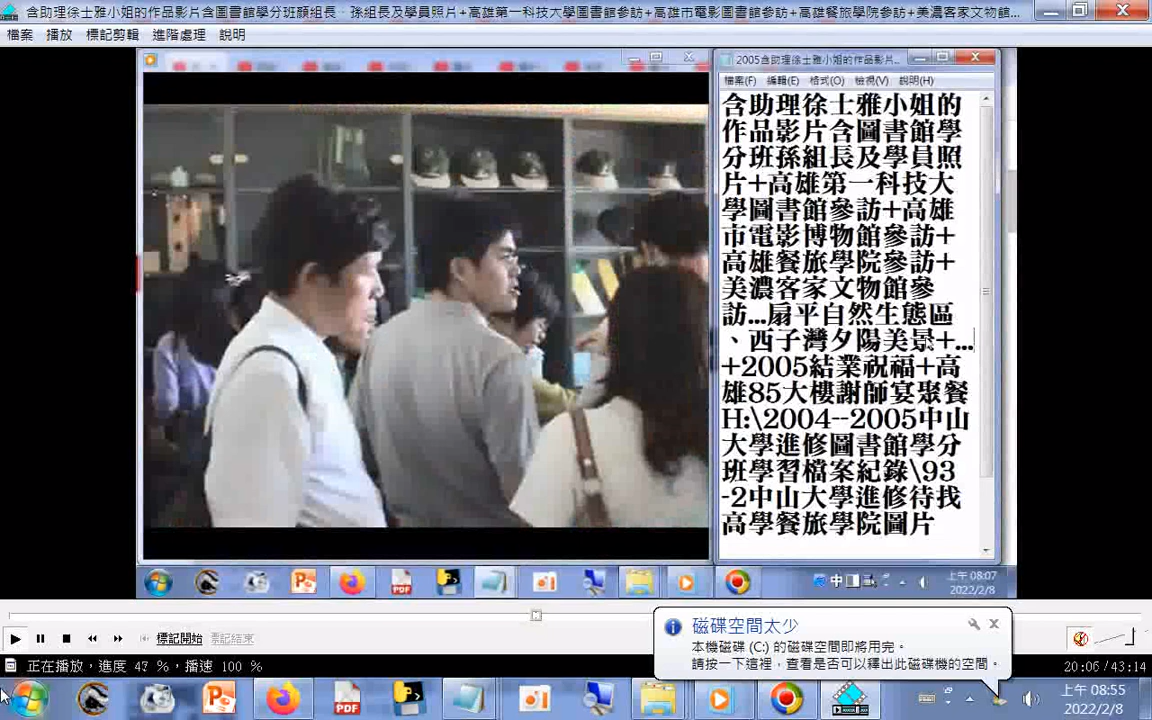 含助理徐士雅小姐的作品影片含圖書館學分班顏組長、孫組長及學員照片+高雄第一科技大學圖書館參訪+高雄市電影圖書館參訪+高雄餐旅學院參訪+美濃客家文物館...
檔案 播放 標記剪輯 進階處理 說明
2005含助理徐士雅小姐的作品影片...
檔案(F) 編輯(E) 格式(O) 檢視(V) 說明(H)
含助理徐士雅小姐的
作品影片含圖書館學
分班孫組長及學員照
片+高雄第一科技大
學圖書館參訪+高雄
市電影博物館參訪+
高雄餐旅學院參訪+
美濃客家文物館參
訪...扇平自然生態區
、西子灣夕陽美景+...
+2005結業祝福+高
雄85大樓謝師宴聚餐
H:\2004--2005中山
大學進修圖書館學分
班學習檔案紀錄\93
-2中山大學進修待找
高學餐旅學院圖片
中
上午 08:07
2022/2/8
標記開始 標記結束
磁碟空間太少
本機磁碟 (C:) 的磁碟空間即將用完。
請按一下這裡，查看是否可以釋出此磁碟機的空間。
正在播放，進度 47 %，播速 100 %
20:06/43:14
上午 08:55
2022/2/8